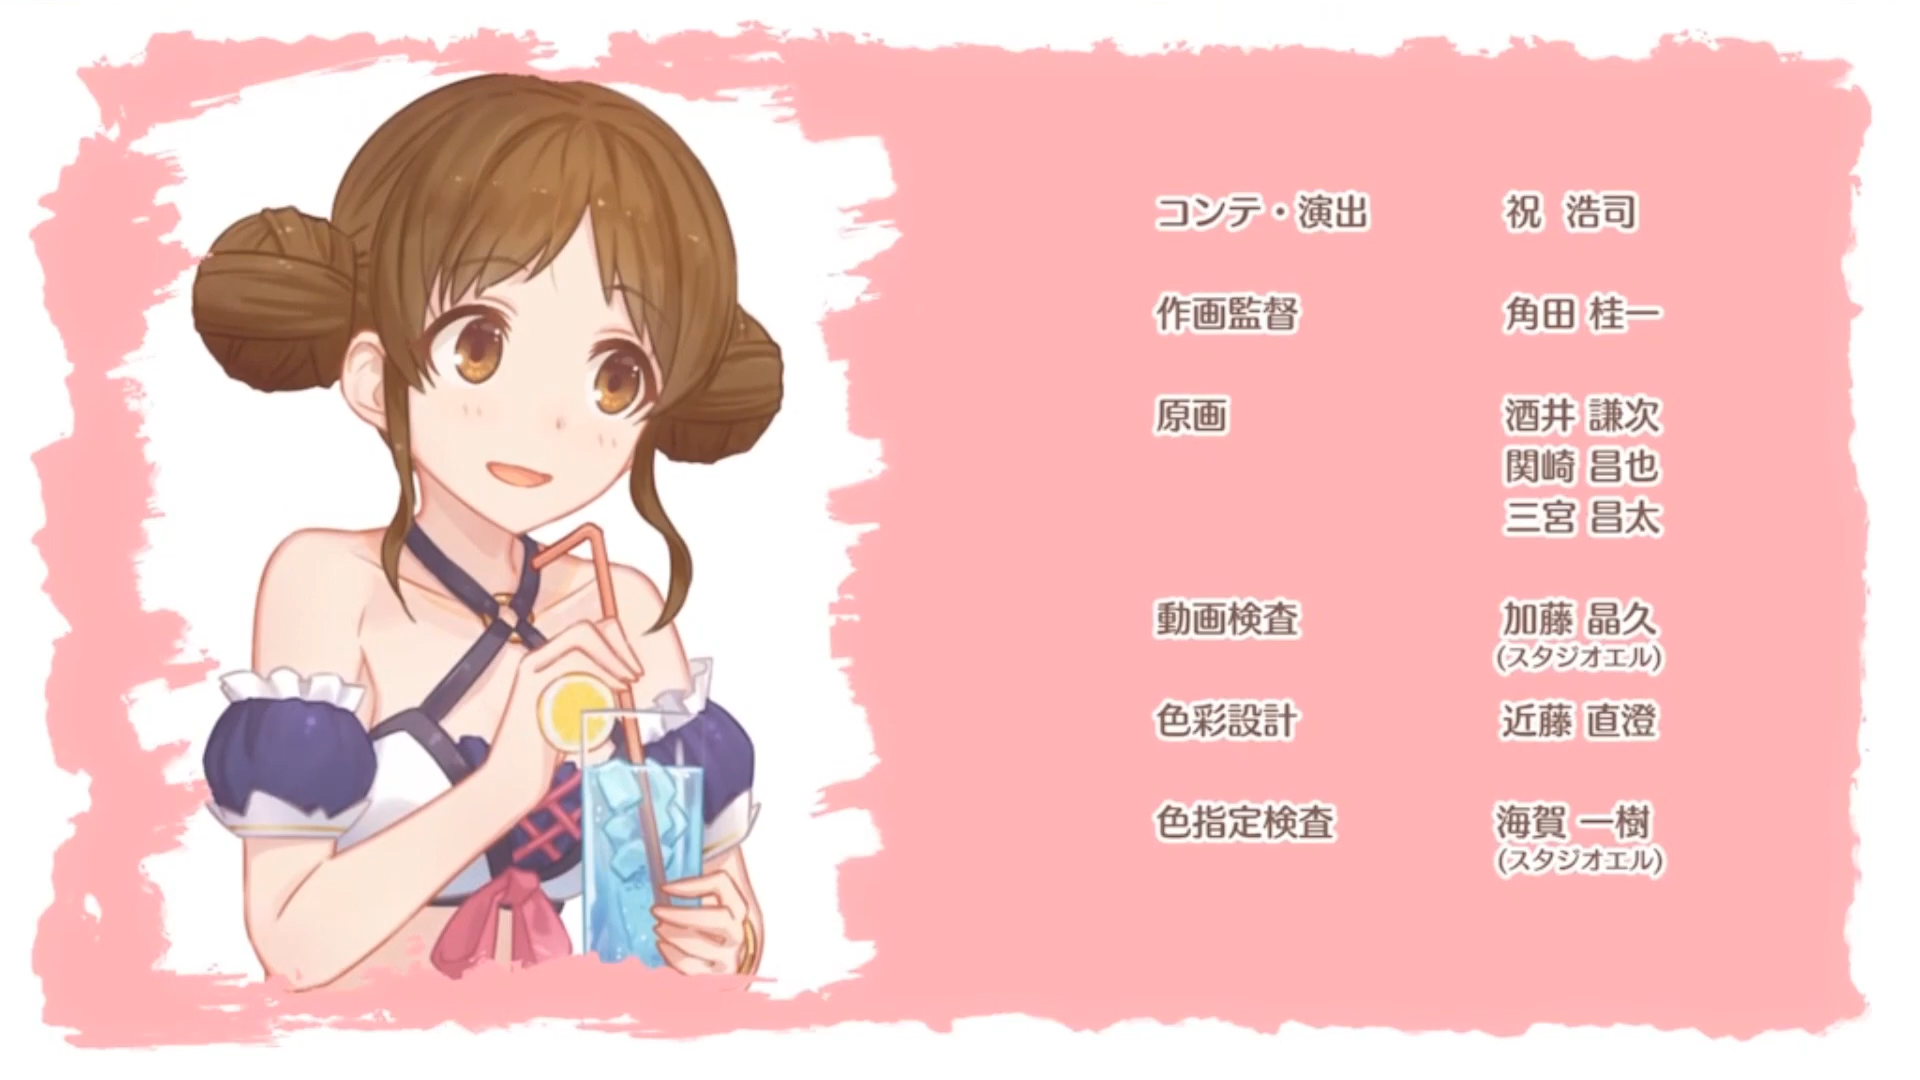 コンテ・演出 祝 浩司
作画監督 角田 桂一
原画 酒井 謙次
関崎 昌也
三宮 昌太
動画検査 加藤 晶久
(スタジオエル)
色彩設計 近藤 直澄
色指定検査 海賀 一樹
(スタジオエル)